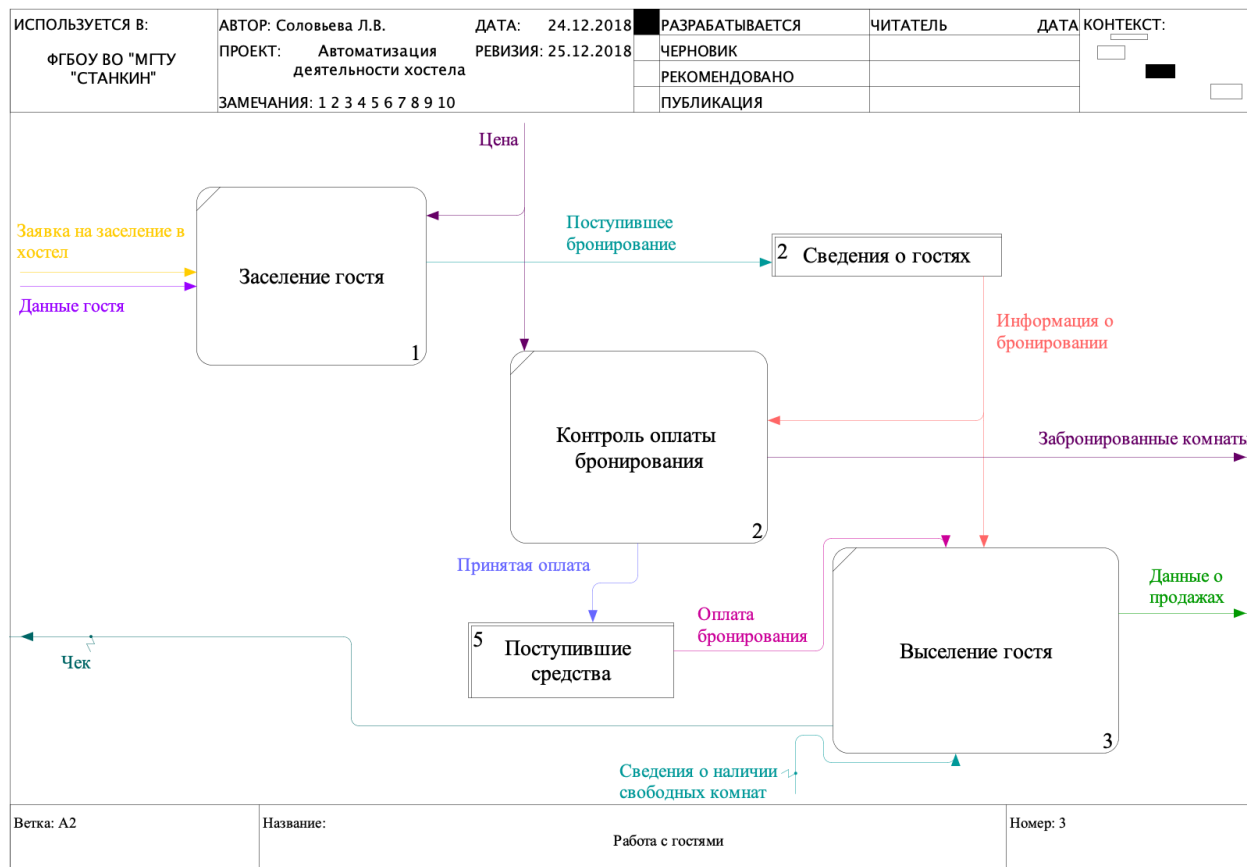 ИСПОЛЬЗУЕТСЯ В:
ФГБОУ ВО "МГТУ
"СТАНКИН"
АВТОР: Соловьева Л.В.
ДАТА: 24.12.2018
ПРОЕКТ: Автоматизация
деятельности хостела
РЕВИЗИЯ: 25.12.2018
ЗАМЕЧАНИЯ: 1 2 3 4 5 6 7 8 9 10
РАЗРАБАТЫВАЕТСЯ
ЧЕРНОВИК
РЕКОМЕНДОВАНО
ПУБЛИКАЦИЯ
ЧИТАТЕЛЬ
ДАТА
КОНТЕКСТ:
Цена
Заявка на заселение в
хостел
Данные гостя
Заселение гостя
1
Поступившее
бронирование
2 Сведения о гостях
Информация о
бронировании
Контроль оплаты
бронирования
2
Забронированные комнаты
Принятая оплата
5 Поступившие
средства
Оплата
бронирования
Данные о
продажах
Выселение гостя
3
Чек
Сведения о наличии
свободных комнат
Ветка: A2
Название:
Работа с гостями
Номер: 3